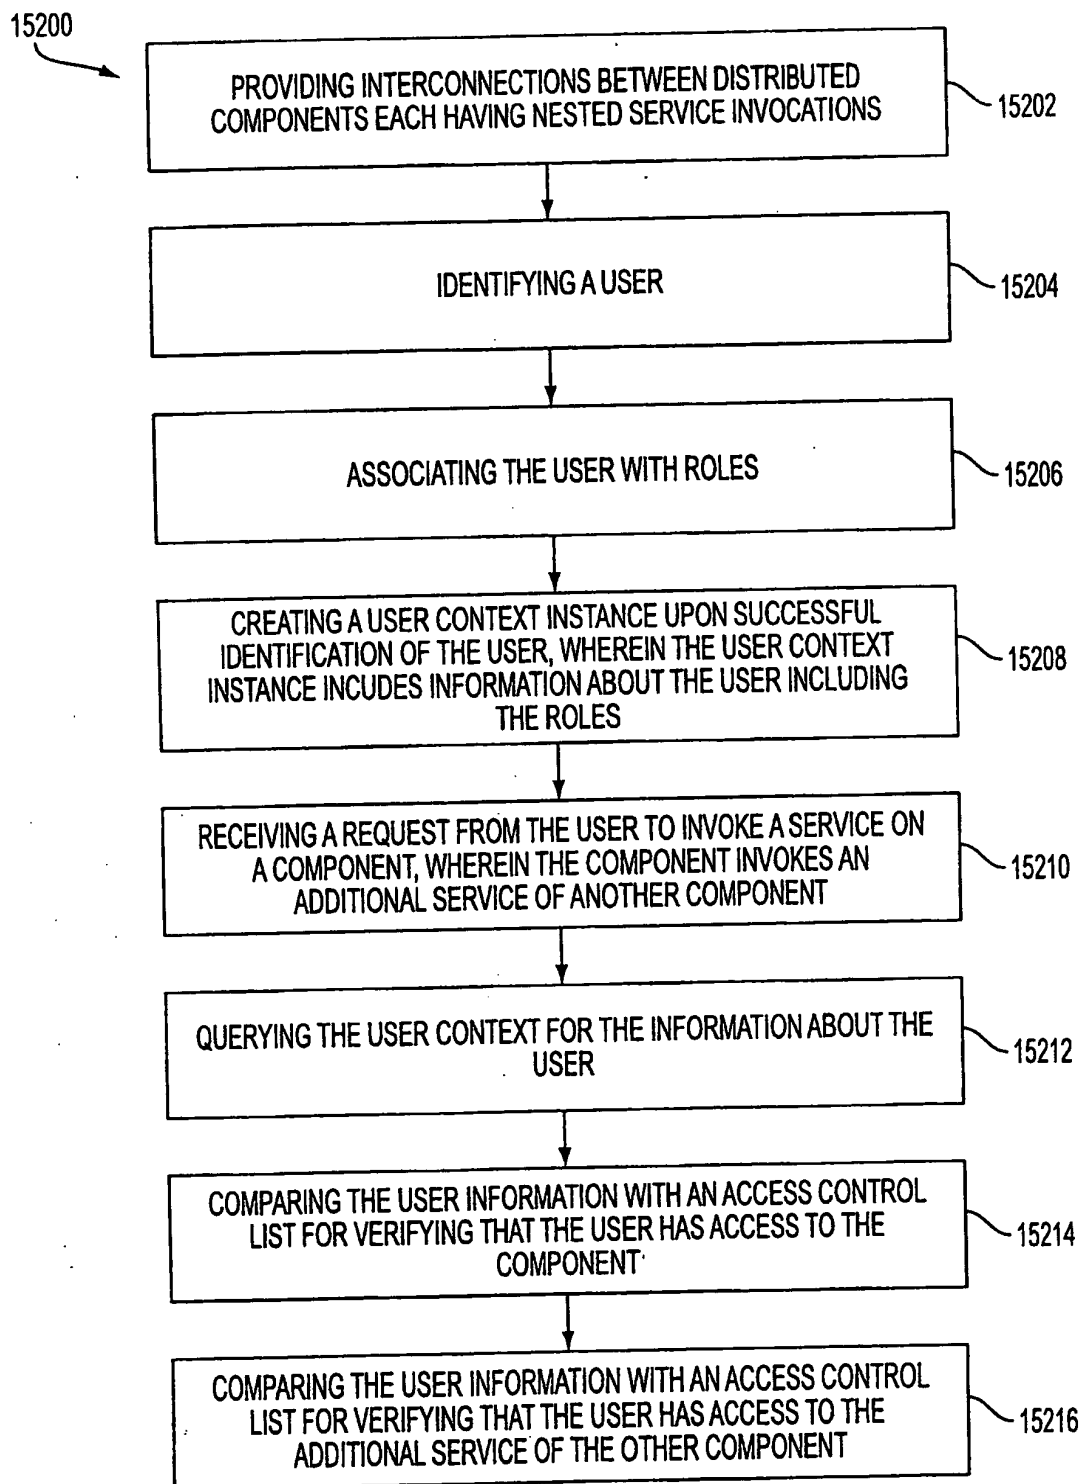 15200
PROVIDING INTERCONNECTIONS BETWEEN DISTRIBUTED
COMPONENTS EACH HAVING NESTED SERVICE INVOCATIONS
15202
IDENTIFYING A USER
15204
ASSOCIATING THE USER WITH ROLES
15206
CREATING A USER CONTEXT INSTANCE UPON SUCCESSFUL
IDENTIFICATION OF THE USER, WHEREIN THE USER CONTEXT
INSTANCE INCUDES INFORMATION ABOUT THE USER INCLUDING
THE ROLES
15208
RECEIVING A REQUEST FROM THE USER TO INVOKE A SERVICE ON
A COMPONENT, WHEREIN THE COMPONENT INVOKES AN
ADDITIONAL SERVICE OF ANOTHER COMPONENT
15210
QUERYING THE USER CONTEXT FOR THE INFORMATION ABOUT THE
USER
15212
COMPARING THE USER INFORMATION WITH AN ACCESS CONTROL
LIST FOR VERIFYING THAT THE USER HAS ACCESS TO THE
COMPONENT
15214
COMPARING THE USER INFORMATION WITH AN ACCESS CONTROL
LIST FOR VERIFYING THAT THE USER HAS ACCESS TO THE
ADDITIONAL SERVICE OF THE OTHER COMPONENT
15216